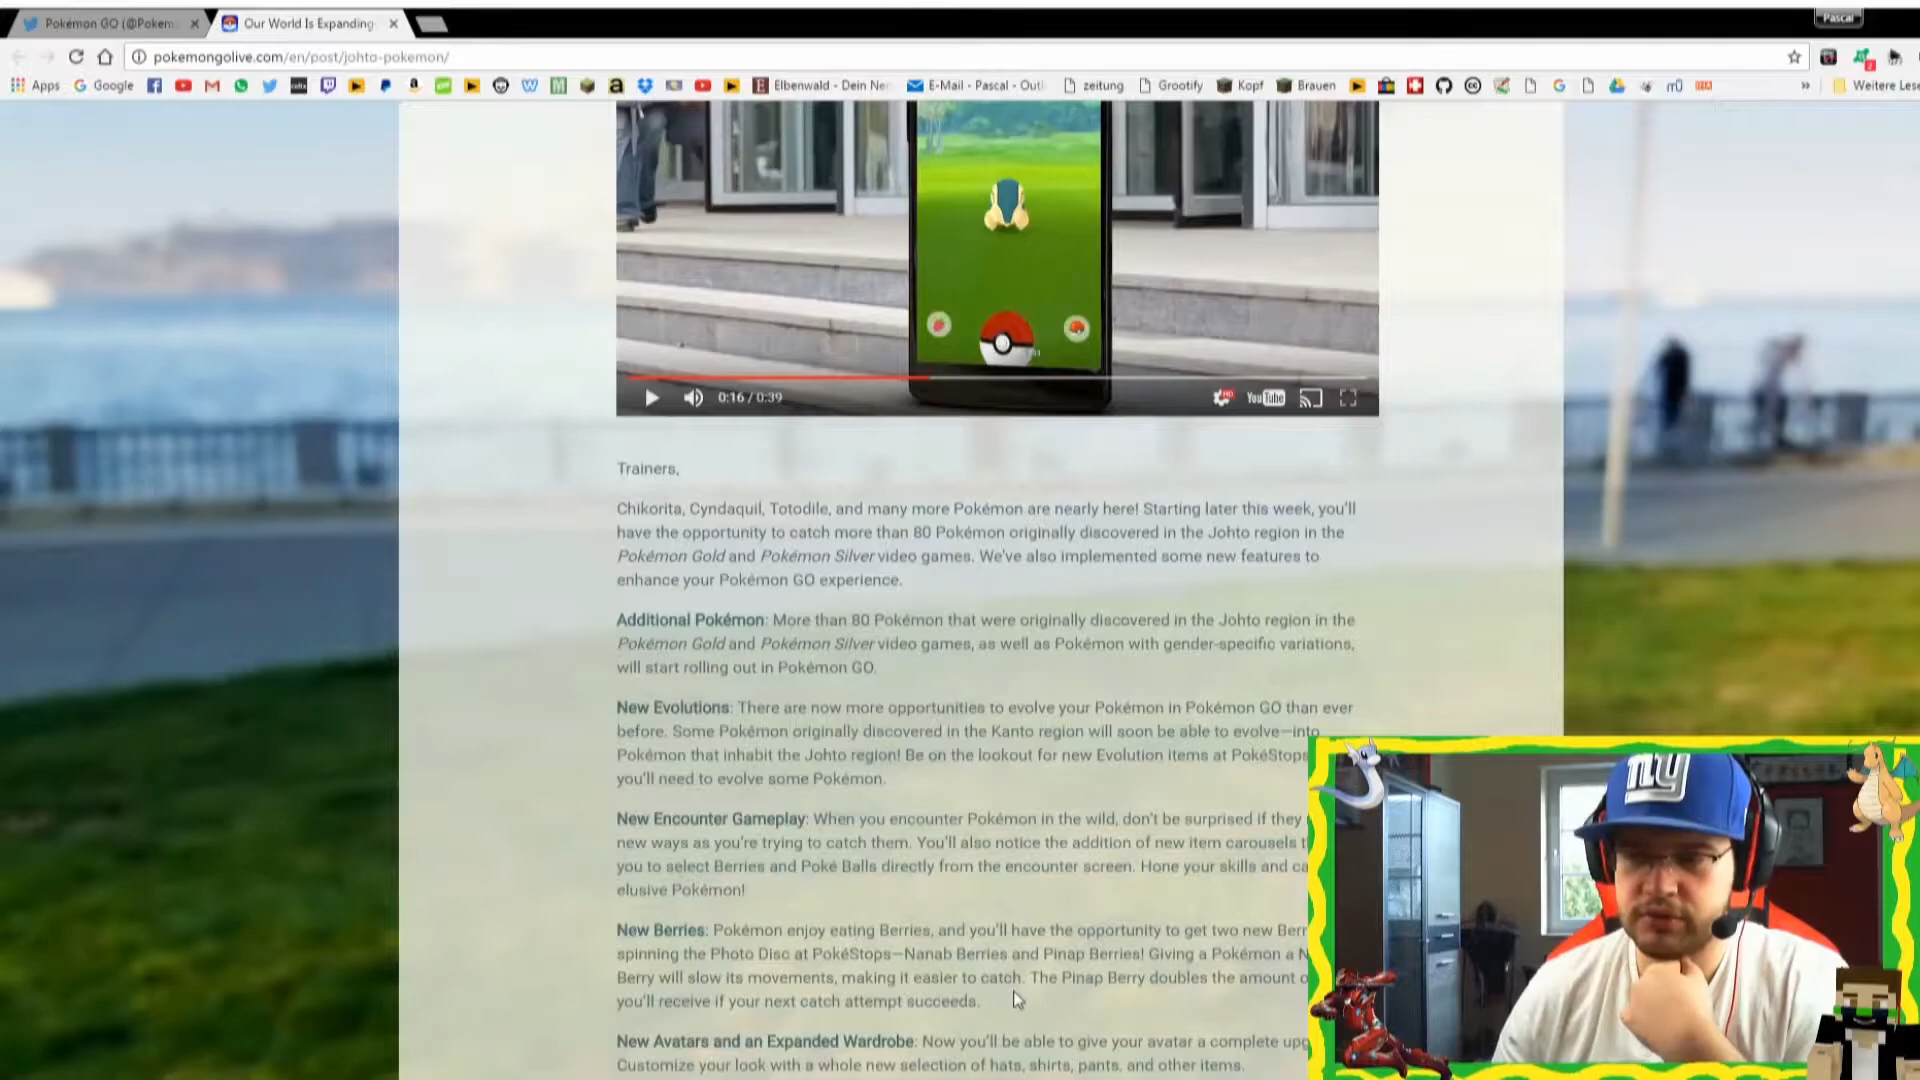 Pokémon GO (@Pokem
Our World Is Expanding
Pascal
pokemongolive.com/en/post/johto-pokemon/
Apps Google Elbenwald - Dein Ne E-Mail - Pascal - Outl zeitung Grootify Kopf Brauen Weitere Lese
0:16 / 0:39 YouTube
Trainers,
Chikorita, Cyndaquil, Totodile, and many more Pokémon are nearly here! Starting later this week, you'll
have the opportunity to catch more than 80 Pokémon originally discovered in the Johto region in the
Pokémon Gold and Pokémon Silver video games. We've also implemented some new features to
enhance your Pokémon GO experience.
Additional Pokémon: More than 80 Pokémon that were originally discovered in the Johto region in the
Pokémon Gold and Pokémon Silver video games, as well as Pokémon with gender-specific variations,
will start rolling out in Pokémon GO.
New Evolutions: There are now more opportunities to evolve your Pokémon in Pokémon GO than ever
before. Some Pokémon originally discovered in the Kanto region will soon be able to evolve—into
Pokémon that inhabit the Johto region! Be on the lookout for new Evolution items at PokéStops
you'll need to evolve some Pokémon.
New Encounter Gameplay: When you encounter Pokémon in the wild, don't be surprised if they
new ways as you're trying to catch them. You'll also notice the addition of new item carousels t
you to select Berries and Poké Balls directly from the encounter screen. Hone your skills and ca
elusive Pokémon!
New Berries: Pokémon enjoy eating Berries, and you'll have the opportunity to get two new Berr
spinning the Photo Disc at PokéStops—Nanab Berries and Pinap Berries! Giving a Pokémon a N
Berry will slow its movements, making it easier to catch. The Pinap Berry doubles the amount o
you'll receive if your next catch attempt succeeds.
New Avatars and an Expanded Wardrobe: Now you'll be able to give your avatar a complete upg
Customize your look with a whole new selection of hats, shirts, pants, and other items.
ny